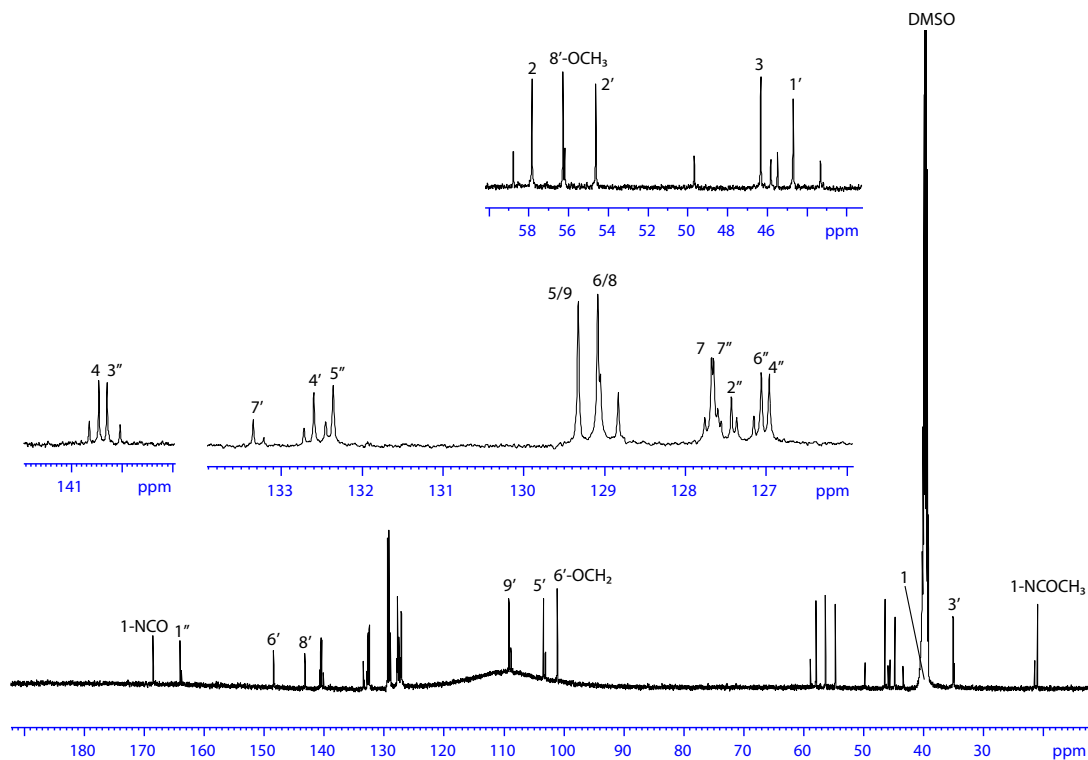 DMSO
8'-OCH₃
2
2'
3
1'
58 56 54 52 50 48 46 ppm
5/9
6/8
4 3″
7'
4' 5″
7 7″
2″
6″ 4″
141 ppm
133 132 131 130 129 128 127 ppm
1-NCO
1″
6'
8'
9'
5'
6'-OCH₂
1
3'
1-NCOCH₃
180 170 160 150 140 130 120 110 100 90 80 70 60 50 40 30 ppm